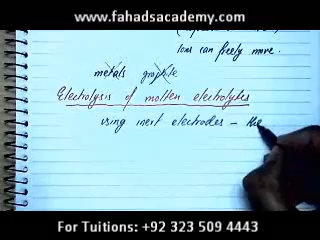 www.fahadsacademy.com
Ions can freely move.
metals graphite
Electrolysis of molten electrolytes
using inert electrodes – the
For Tuitions: +92 323 509 4443